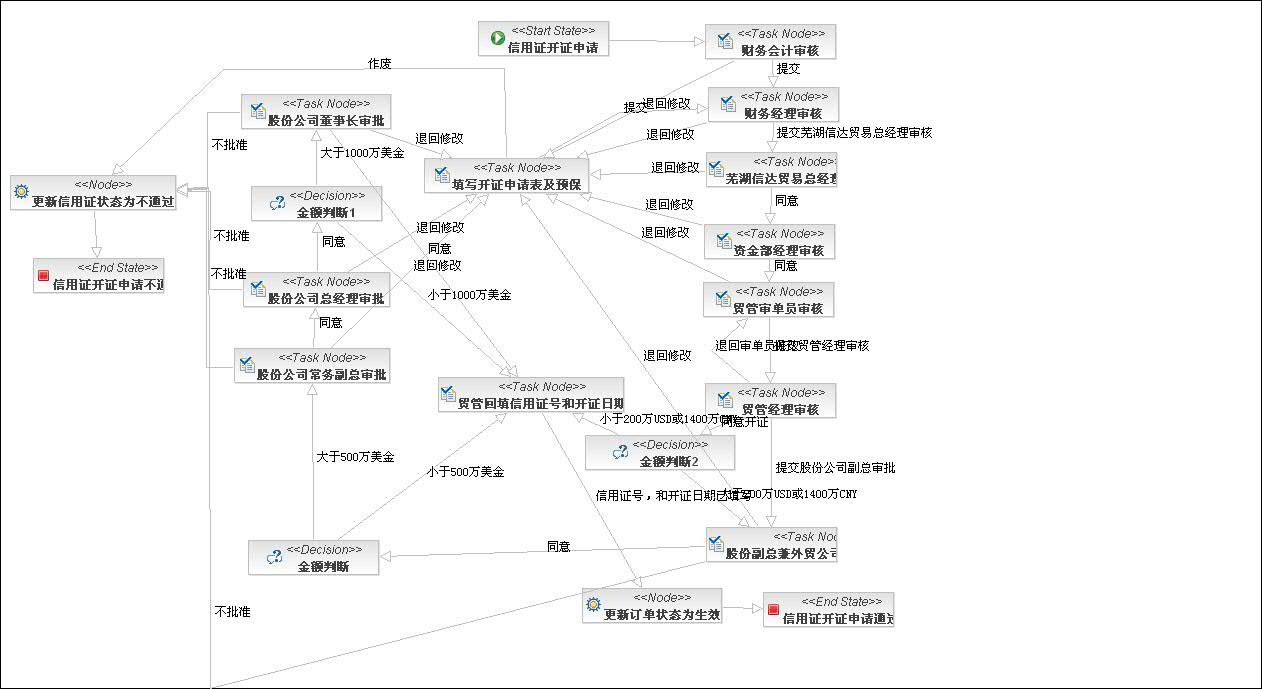 <<Start State>>
信用证开证申请
<<Task Node>>
财务会计审核
作废
提交
<<Task Node>>
财务经理审核
<<Task Node>>
股份公司董事长审批
提交
退回修改
退回修改
提交芜湖信达贸易总经理审核
退回修改
不批准
大于1000万美金
<<Task Node>>
填写开证申请表及预保
退回修改
<<Task Node>
芜湖信达贸易总经理
<<Node>>
更新信用证状态为不通过
<<Decision>>
金额判断1
同意
退回修改
退回修改
退回修改
同意
退回修改
<<Task Node>>
资金部经理审核
不批准
同意
同意
不批准
<<End State>>
信用证开证申请不通
<<Task Node>>
股份公司总经理审批
小于1000万美金
<<Task Node>>
贸管审单员审核
同意
退回审单员修改
提交贸管经理审核
退回修改
<<Task Node>>
股份公司常务副总审批
<<Task Node>>
贸管回填信用证号和开证日期
<<Task Node>>
贸管经理审核
小于200万USD或1400万CNY
同意开证
<<Decision>>
金额判断2
大于500万美金
小于500万美金
提交股份公司副总审批
信用证号，和开证日期已填写
大于200万USD或1400万CNY
<<Task Nod
股份副总兼外贸公司
<<Decision>>
金额判断
同意
不批准
<<Node>>
更新订单状态为生效
<<End State>>
信用证开证申请通过